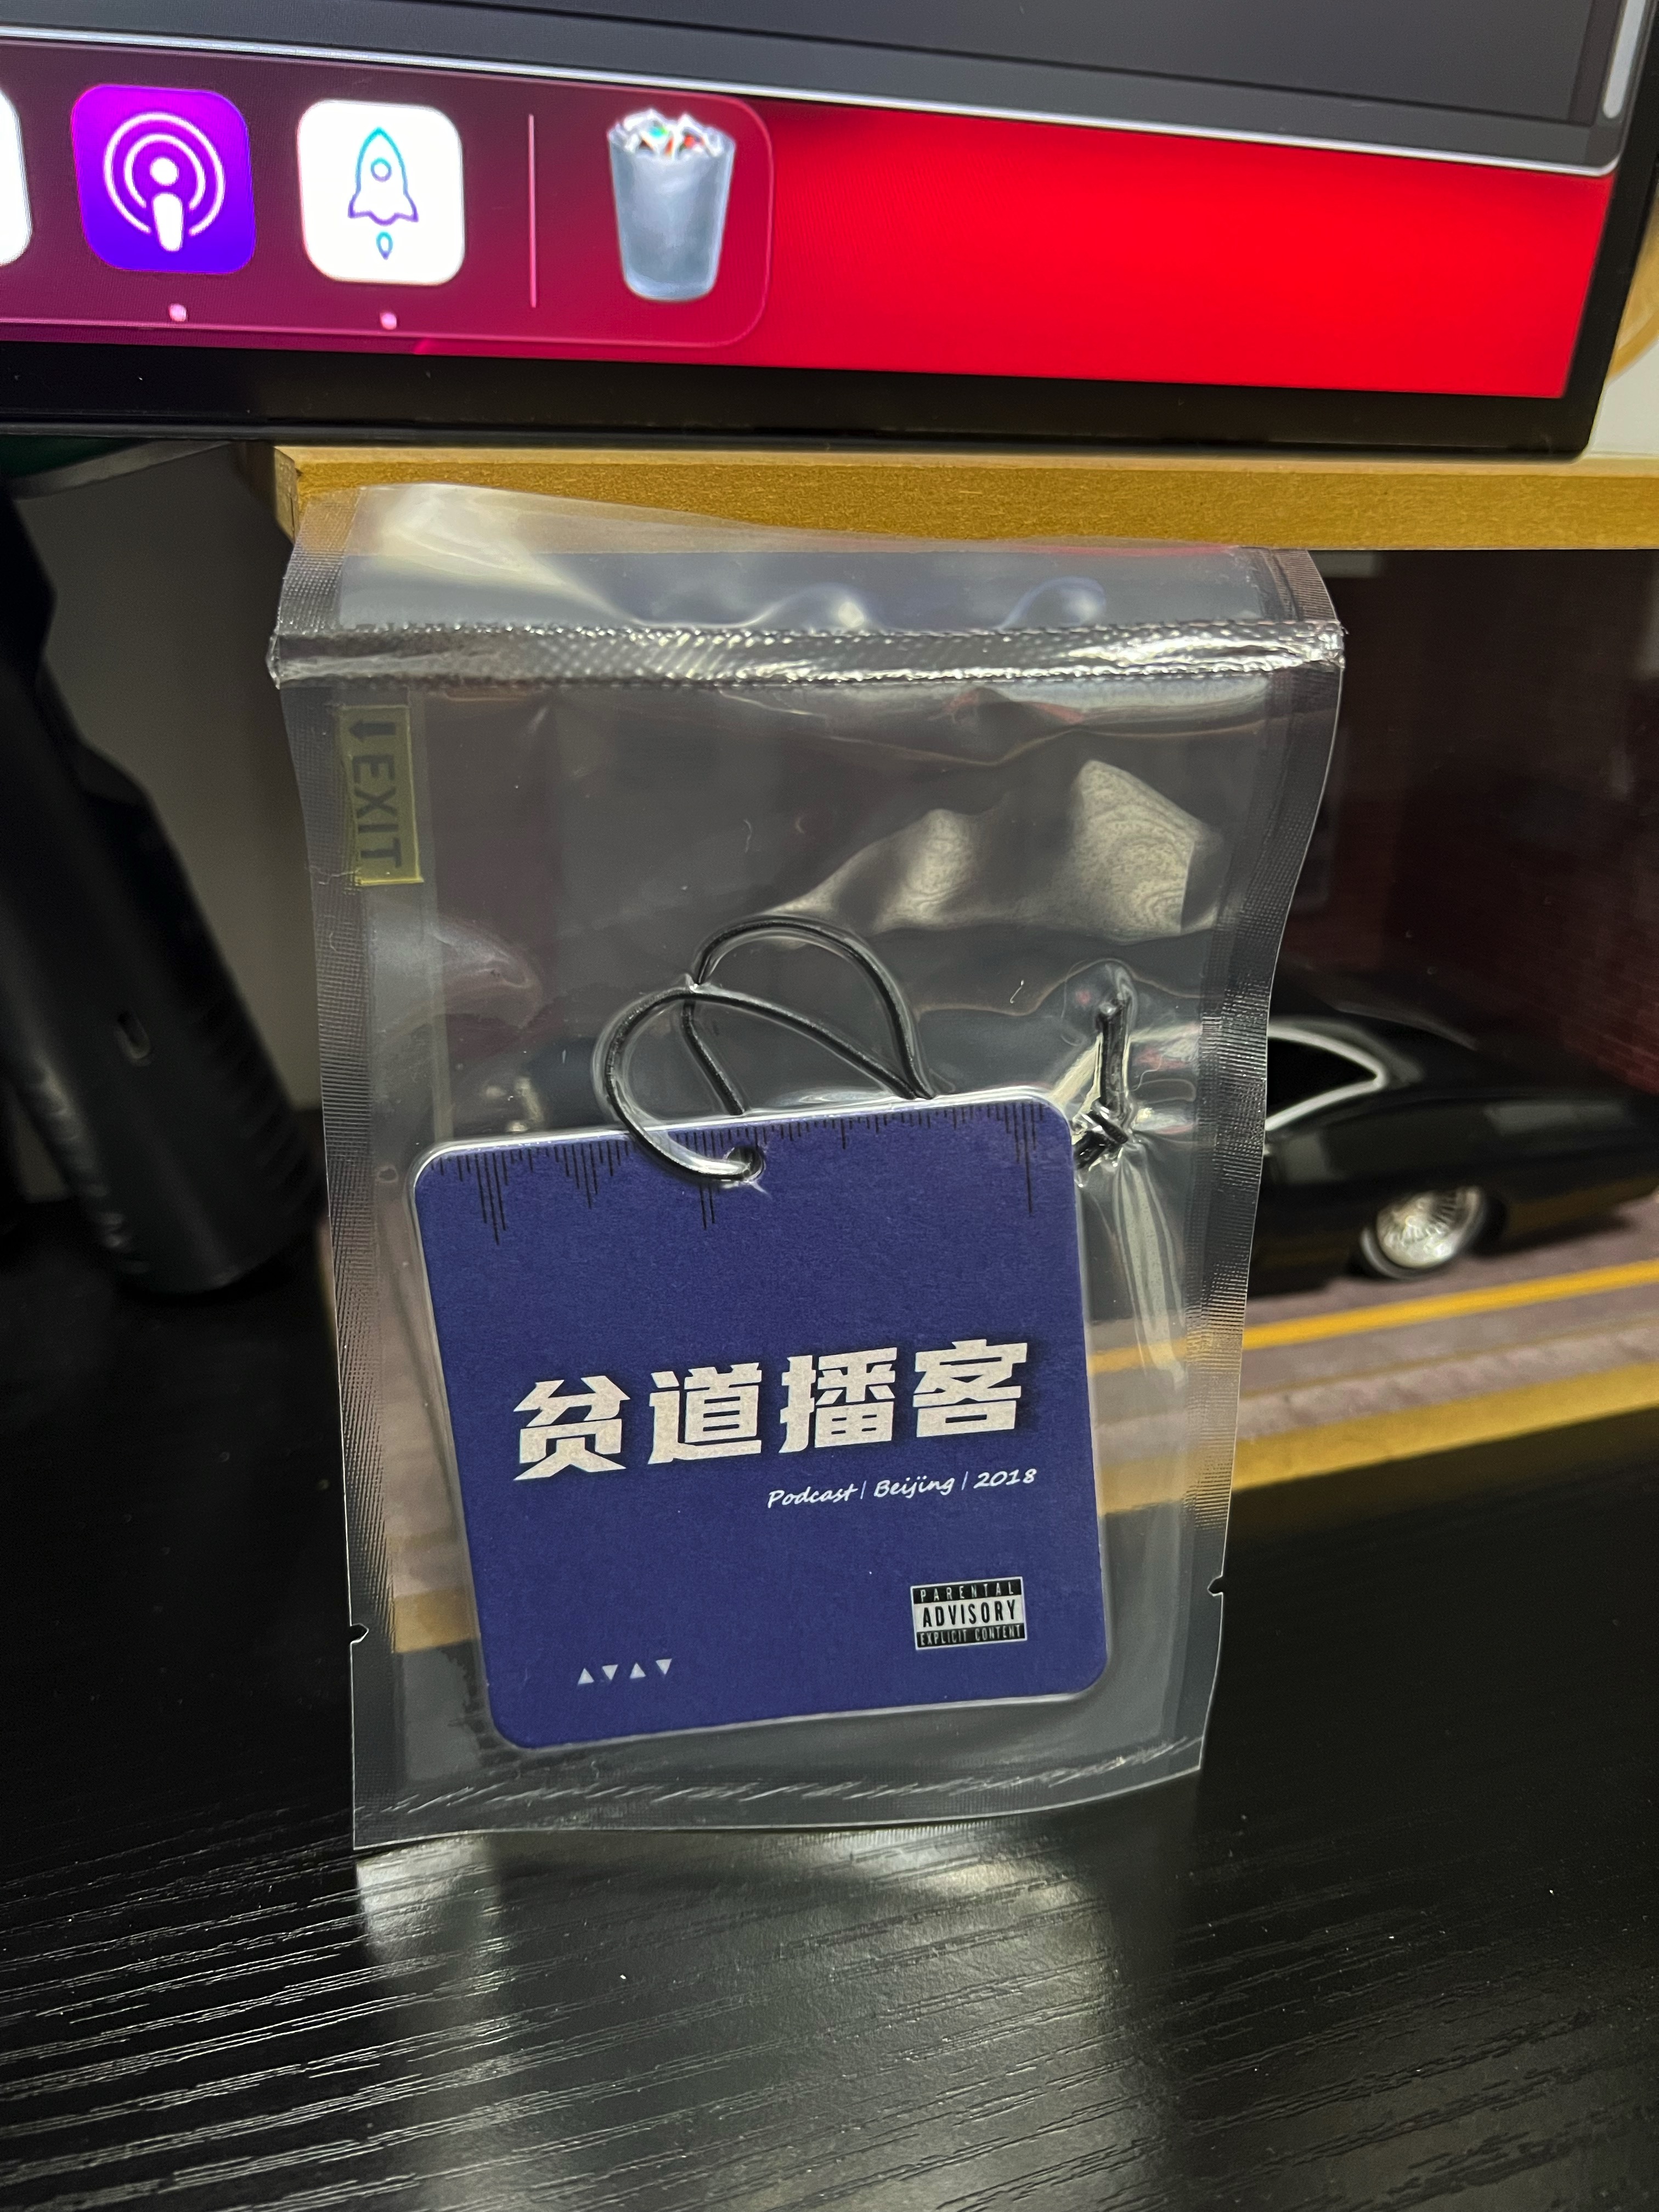 EXIT
贫道播客
Podcast | Beijing | 2018
PARENTAL
ADVISORY
EXPLICIT CONTENT